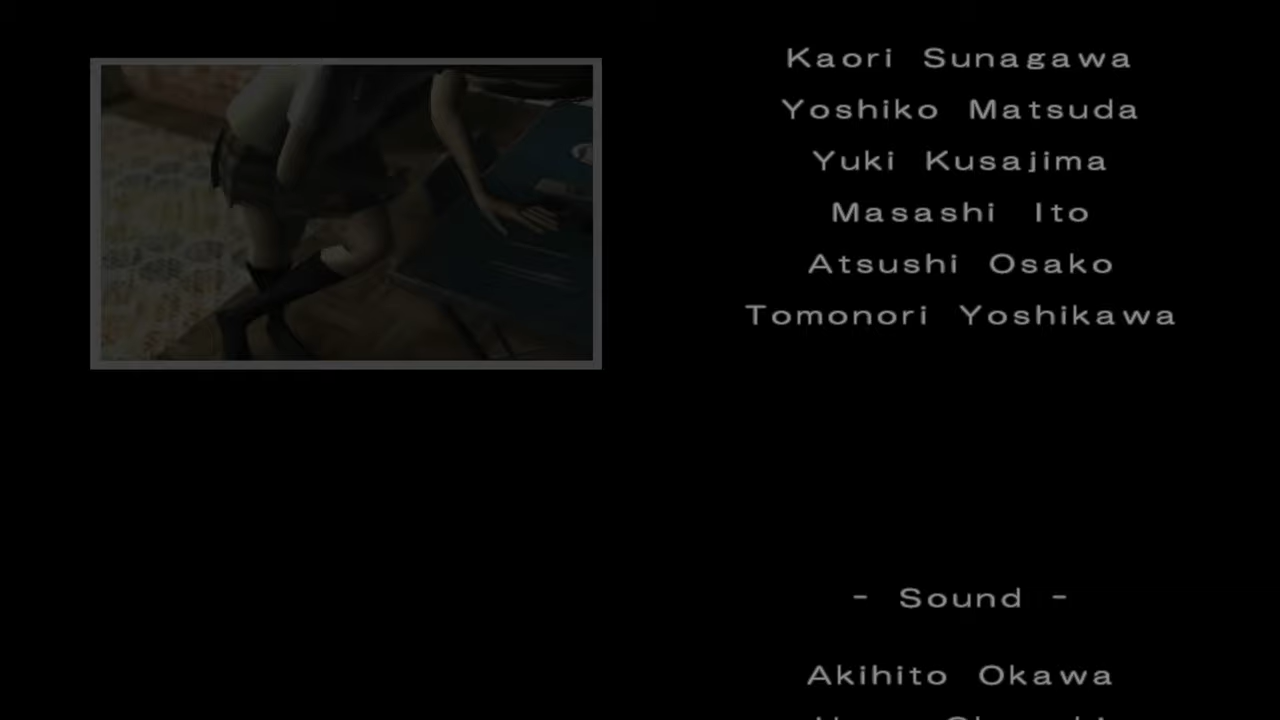 Kaori Sunagawa
Yoshiko Matsuda
Yuki Kusajima
Masashi Ito
Atsushi Osako
Tomonori Yoshikawa
- Sound -
Akihito Okawa